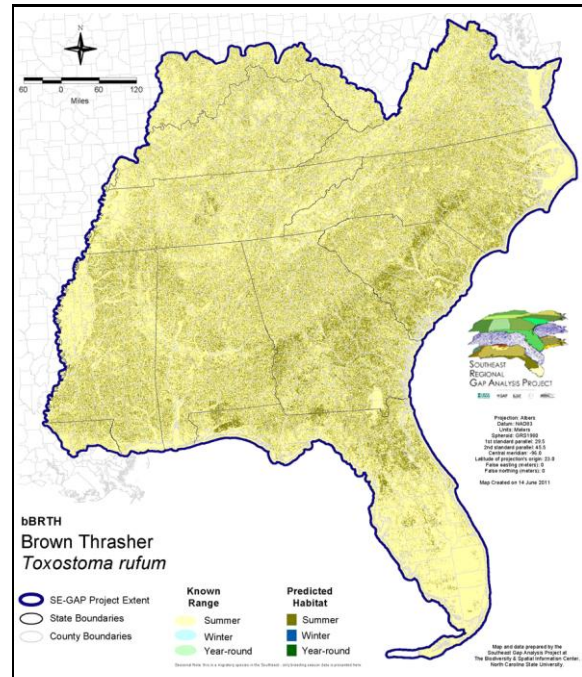 N
60 0 60 120
Miles
SOUTHEAST
REGIONAL
GAP ANALYSIS PROJECT
Projection: Albers
Datum: NAD83
Units: Meters
Spheroid: GRS1980
1st standard parallel: 29.5
2nd standard parallel: 45.5
Central meridian: -96.0
Latitude of projection's origin: 23.0
False easting (meters): 0
False northing (meters): 0
Map Created on 14 June 2011
bBRTH
Brown Thrasher
Toxostoma rufum
SE-GAP Project Extent
State Boundaries
County Boundaries
Known
Range
Summer
Winter
Year-round
Predicted
Habitat
Summer
Winter
Year-round
Map and data prepared by the
Southeast Gap Analysis Project at
The Biodiversity & Spatial Information Center,
North Carolina State University.